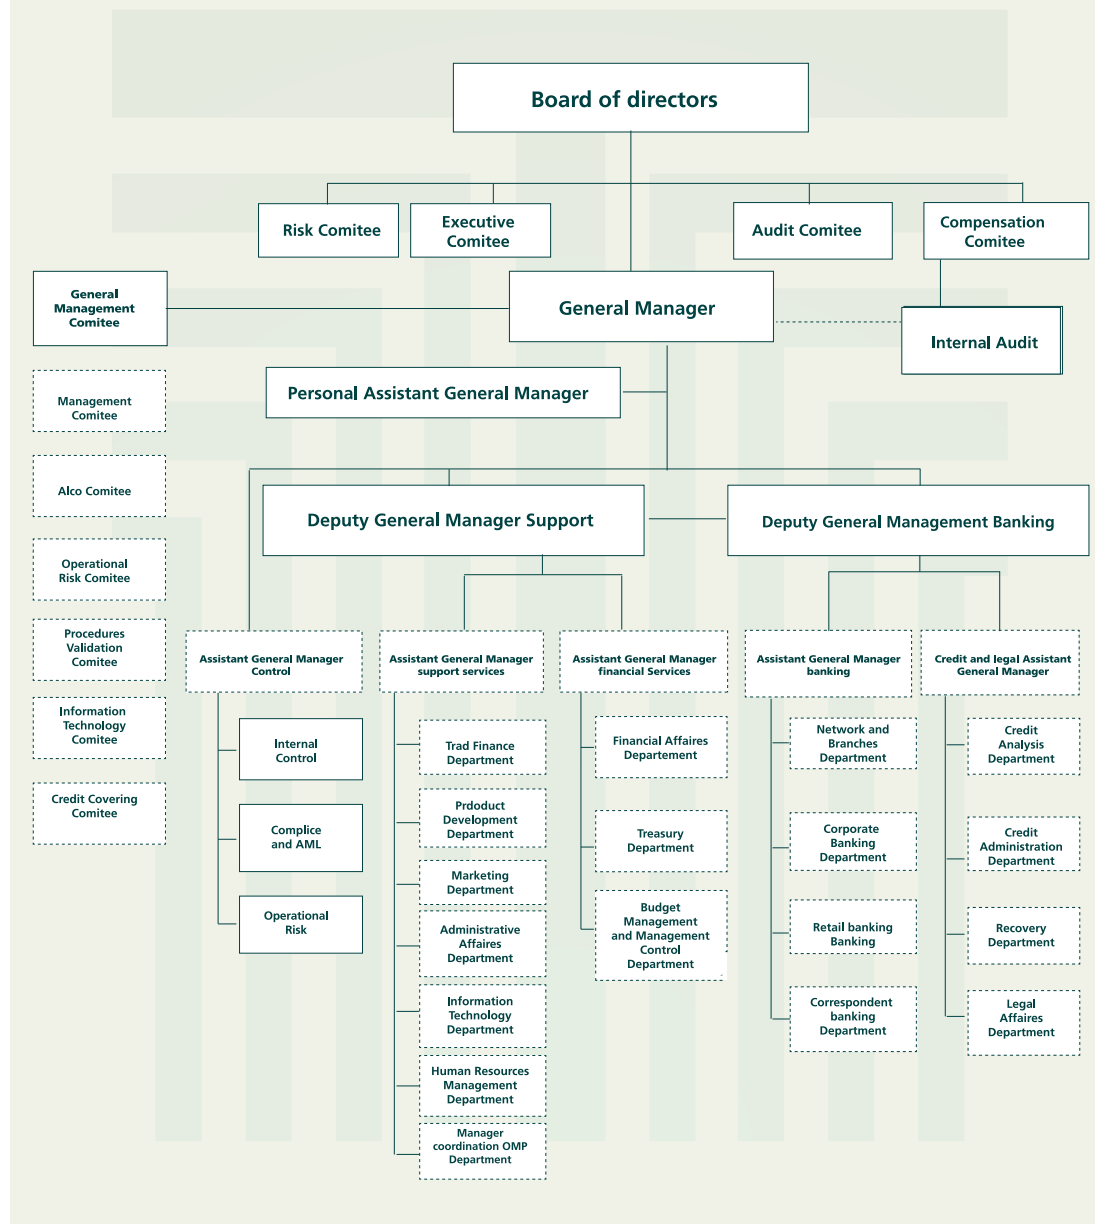 Board of directors
Risk Comitee
Executive
Comitee
Audit Comitee
Compensation
Comitee
General
Management
Comitee
General Manager
Internal Audit
Personal Assistant General Manager
Management
Comitee
Alco Comitee
Operational
Risk Comitee
Procedures
Validation
Comitee
Information
Technology
Comitee
Credit Covering
Comitee
Deputy General Manager Support
Deputy General Management Banking
Assistant General Manager
Control
Internal
Control
Complice
and AML
Operational
Risk
Assistant General Manager
support services
Trad Finance
Department
Prdoduct
Development
Department
Marketing
Department
Administrative
Affaires
Department
Information
Technology
Department
Human Resources
Management
Department
Manager
coordination OMP
Department
Assistant General Manager
financial Services
Financial Affaires
Departement
Treasury
Department
Budget
Management
and Management
Control
Department
Assistant General Manager
banking
Network and
Branches
Department
Corporate
Banking
Department
Retail banking
Banking
Correspondent
banking
Department
Credit and legal Assistant
General Manager
Credit
Analysis
Department
Credit
Administration
Department
Recovery
Department
Legal
Affaires
Department